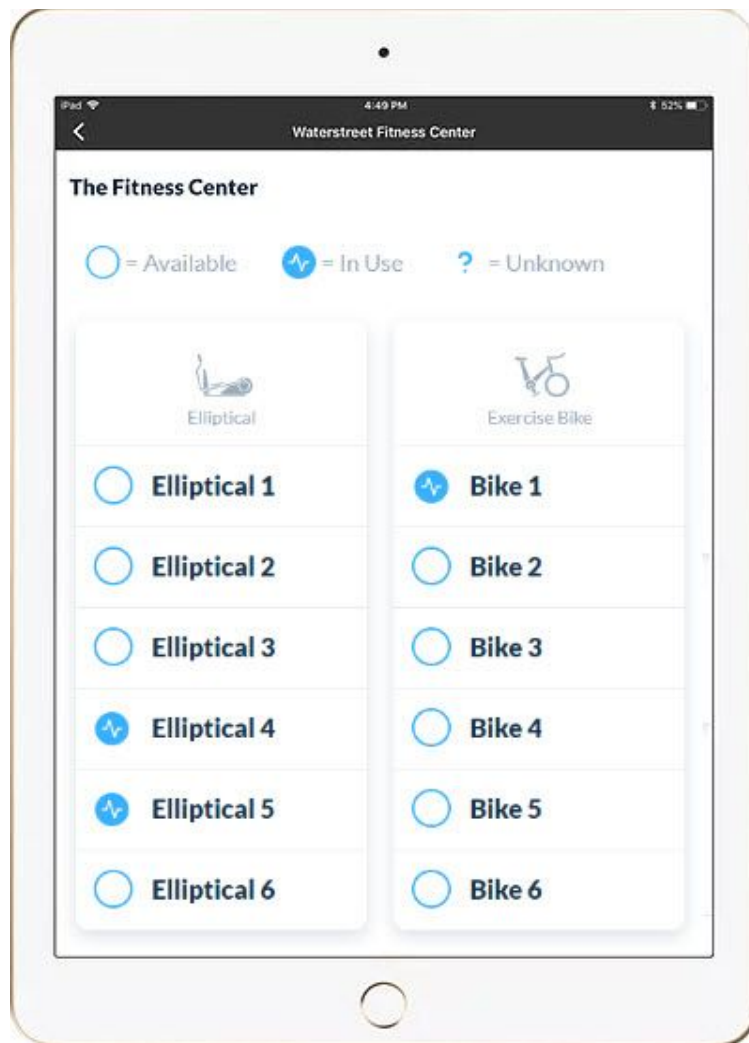 iPad 4:49 PM 52%
Waterstreet Fitness Center
The Fitness Center
= Available = In Use ? = Unknown
Elliptical Exercise Bike
Elliptical 1 Bike 1
Elliptical 2 Bike 2
Elliptical 3 Bike 3
Elliptical 4 Bike 4
Elliptical 5 Bike 5
Elliptical 6 Bike 6